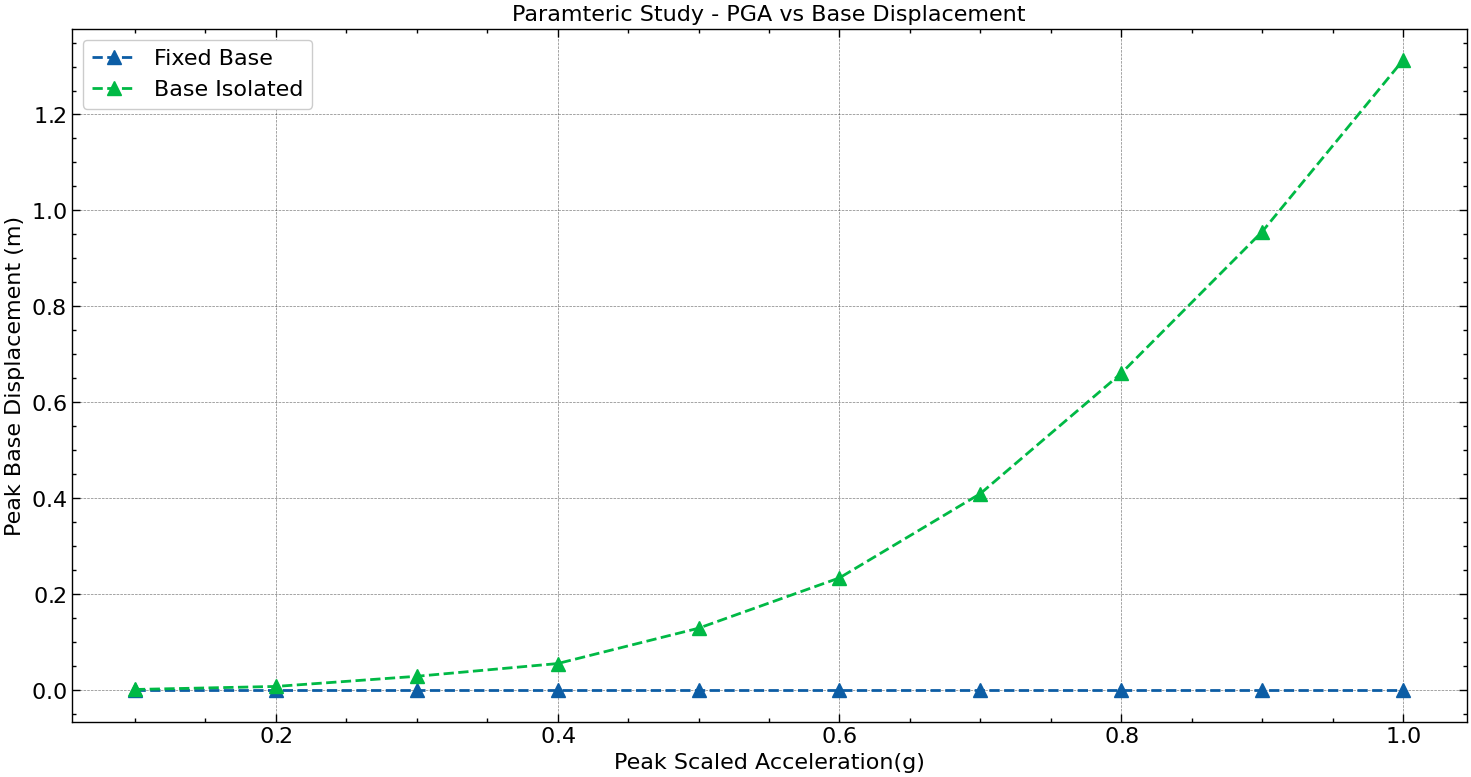 Paramteric Study - PGA vs Base Displacement
Fixed Base
Base Isolated
Peak Base Displacement (m)
1.2
1.0
0.8
0.6
0.4
0.2
0.0
0.2 0.4 0.6 0.8 1.0
Peak Scaled Acceleration(g)